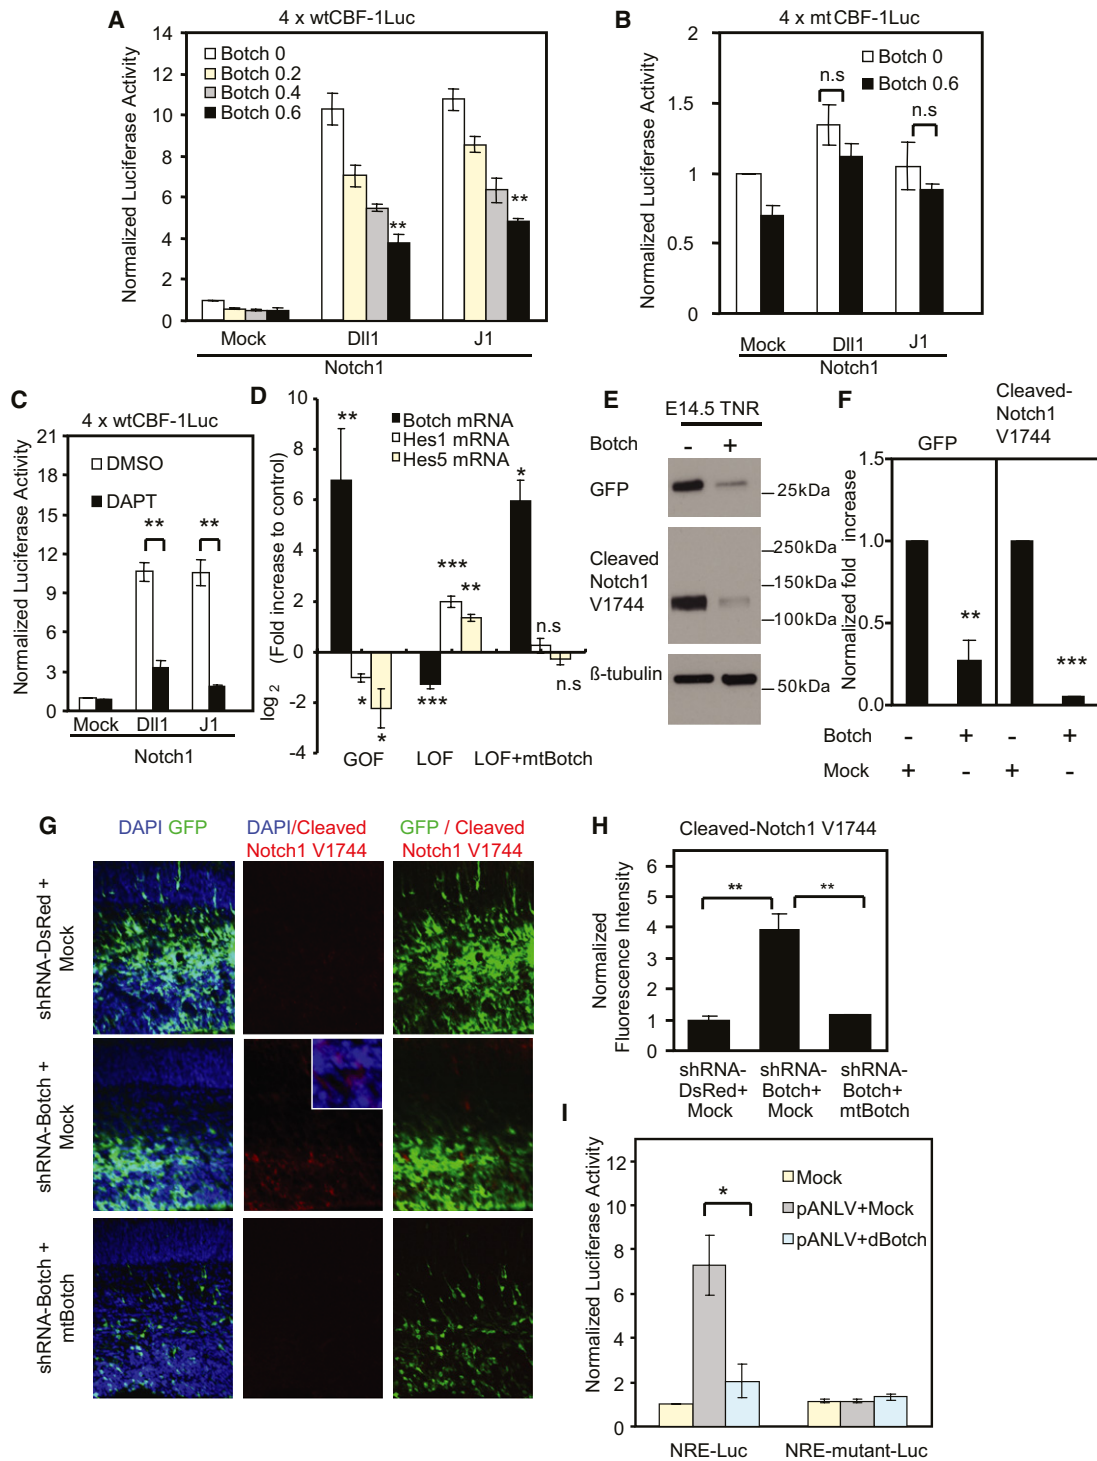 A
4 x wtCBF-1Luc
Normalized Luciferase Activity
14
12
10
8
6
4
2
0
Botch 0
Botch 0.2
Botch 0.4
Botch 0.6
**
**
Mock
Dll1
J1
Notch1
B
4 x mtCBF-1Luc
Normalized Luciferase Activity
2
1.5
1
0.5
0
Botch 0
Botch 0.6
n.s
n.s
Mock
Dll1
J1
Notch1
C
4 x wtCBF-1Luc
Normalized Luciferase Activity
21
18
15
12
9
6
3
0
DMSO
DAPT
**
**
Mock
Dll1
J1
Notch1
D
log 2 (Fold increase to control)
10
8
6
4
2
0
-2
-4
Botch mRNA
Hes1 mRNA
Hes5 mRNA
**
*
*
***
***
**
*
n.s
n.s
GOF
LOF
LOF+mtBotch
E
E14.5 TNR
Botch - +
GFP
25kDa
Cleaved
Notch1
V1744
250kDa
150kDa
100kDa
ß-tubulin
50kDa
F
GFP
Cleaved-
Notch1
V1744
Normalized fold increase
1.5
1.0
0.5
0.0
**
***
Botch - + - +
Mock + - + -
G
DAPI GFP
DAPI/Cleaved
Notch1 V1744
GFP / Cleaved
Notch1 V1744
shRNA-DsRed +
Mock
shRNA-Botch +
Mock
shRNA-Botch +
mtBotch
H
Cleaved-Notch1 V1744
Normalized
Fluorescence Intensity
6
5
4
3
2
1
0
**
**
shRNA-
DsRed+
Mock
shRNA-
Botch+
Mock
shRNA-
Botch+
mtBotch
I
Normalized Luciferase Activity
12
10
8
6
4
2
0
Mock
pANLV+Mock
pANLV+dBotch
*
NRE-Luc
NRE-mutant-Luc